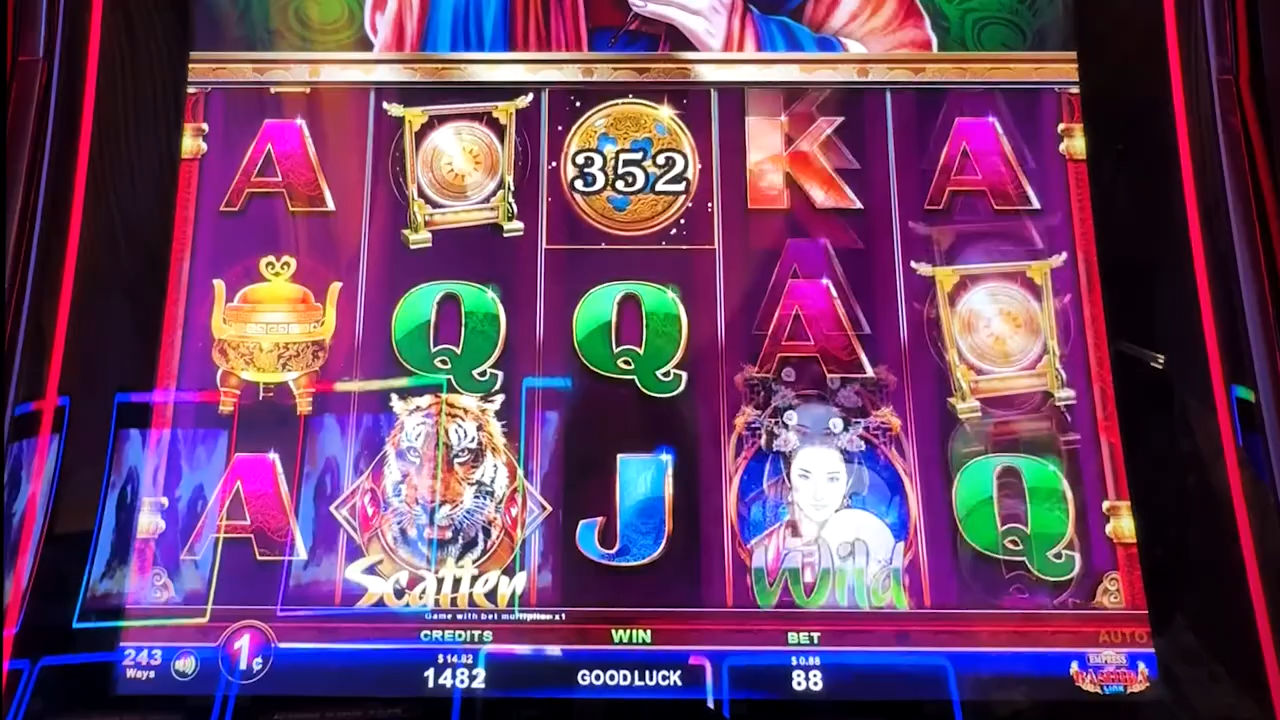 A 352 K A
Q Q A
A J Q
Scatter Wild
Game with bet multiplier x1
CREDITS WIN BET AUTO
243 Ways 1¢ $14.82 $0.88
1482 GOOD LUCK 88
EMPRESS
LINK